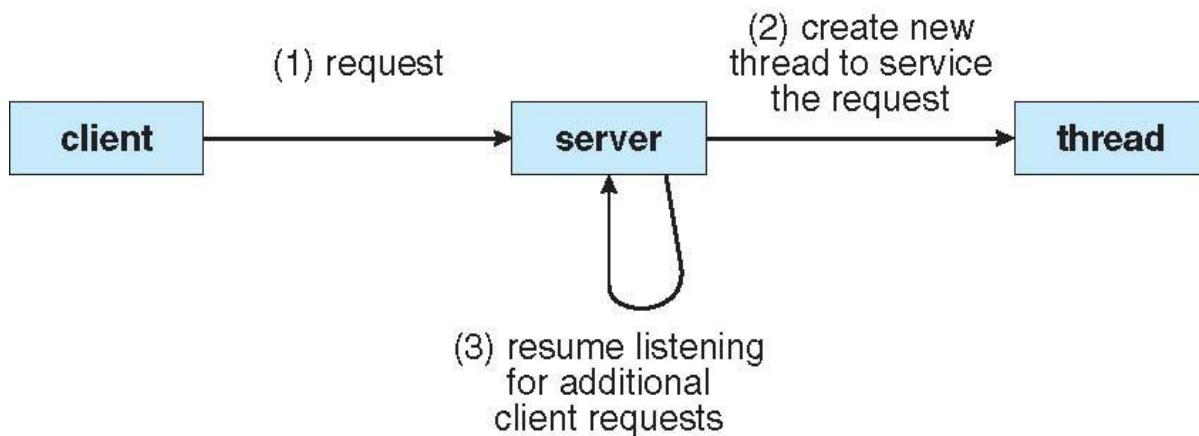 (1) request
(2) create new
thread to service
the request
client
server
thread
(3) resume listening
for additional
client requests